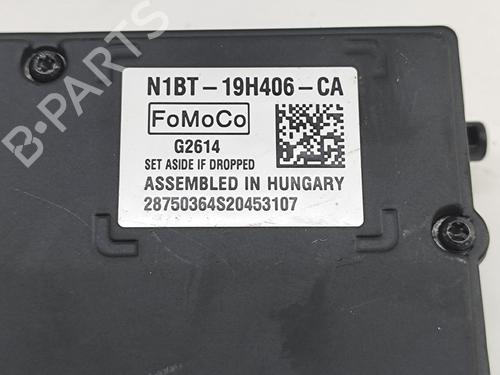 N1BT-19H406-CA
FoMoCo
G2614
SET ASIDE IF DROPPED
ASSEMBLED IN HUNGARY
28750364S20453107
B-PARTS